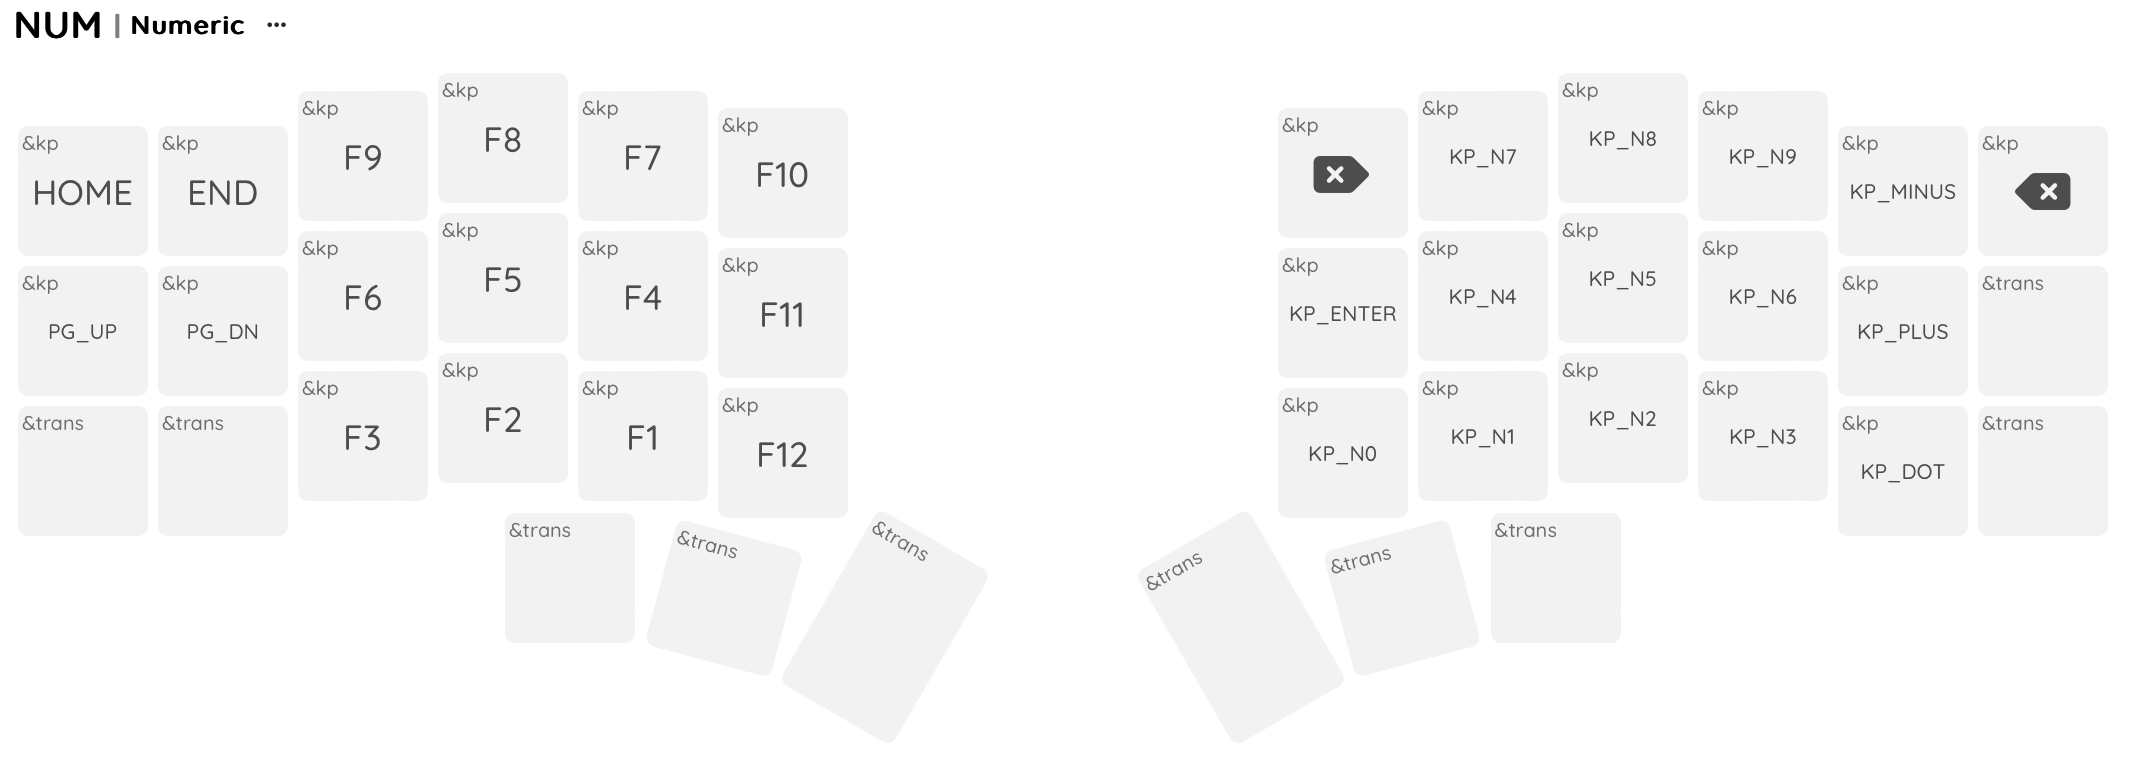 NUM | Numeric ...
&kp HOME
&kp END
&kp F9
&kp F8
&kp F7
&kp F10
&kp
&kp KP_N7
&kp KP_N8
&kp KP_N9
&kp KP_MINUS
&kp
&kp PG_UP
&kp PG_DN
&kp F6
&kp F5
&kp F4
&kp F11
&kp KP_ENTER
&kp KP_N4
&kp KP_N5
&kp KP_N6
&kp KP_PLUS
&trans
&trans
&trans
&kp F3
&kp F2
&kp F1
&kp F12
&kp KP_N0
&kp KP_N1
&kp KP_N2
&kp KP_N3
&kp KP_DOT
&trans
&trans
&trans
&trans
&trans
&trans
&trans